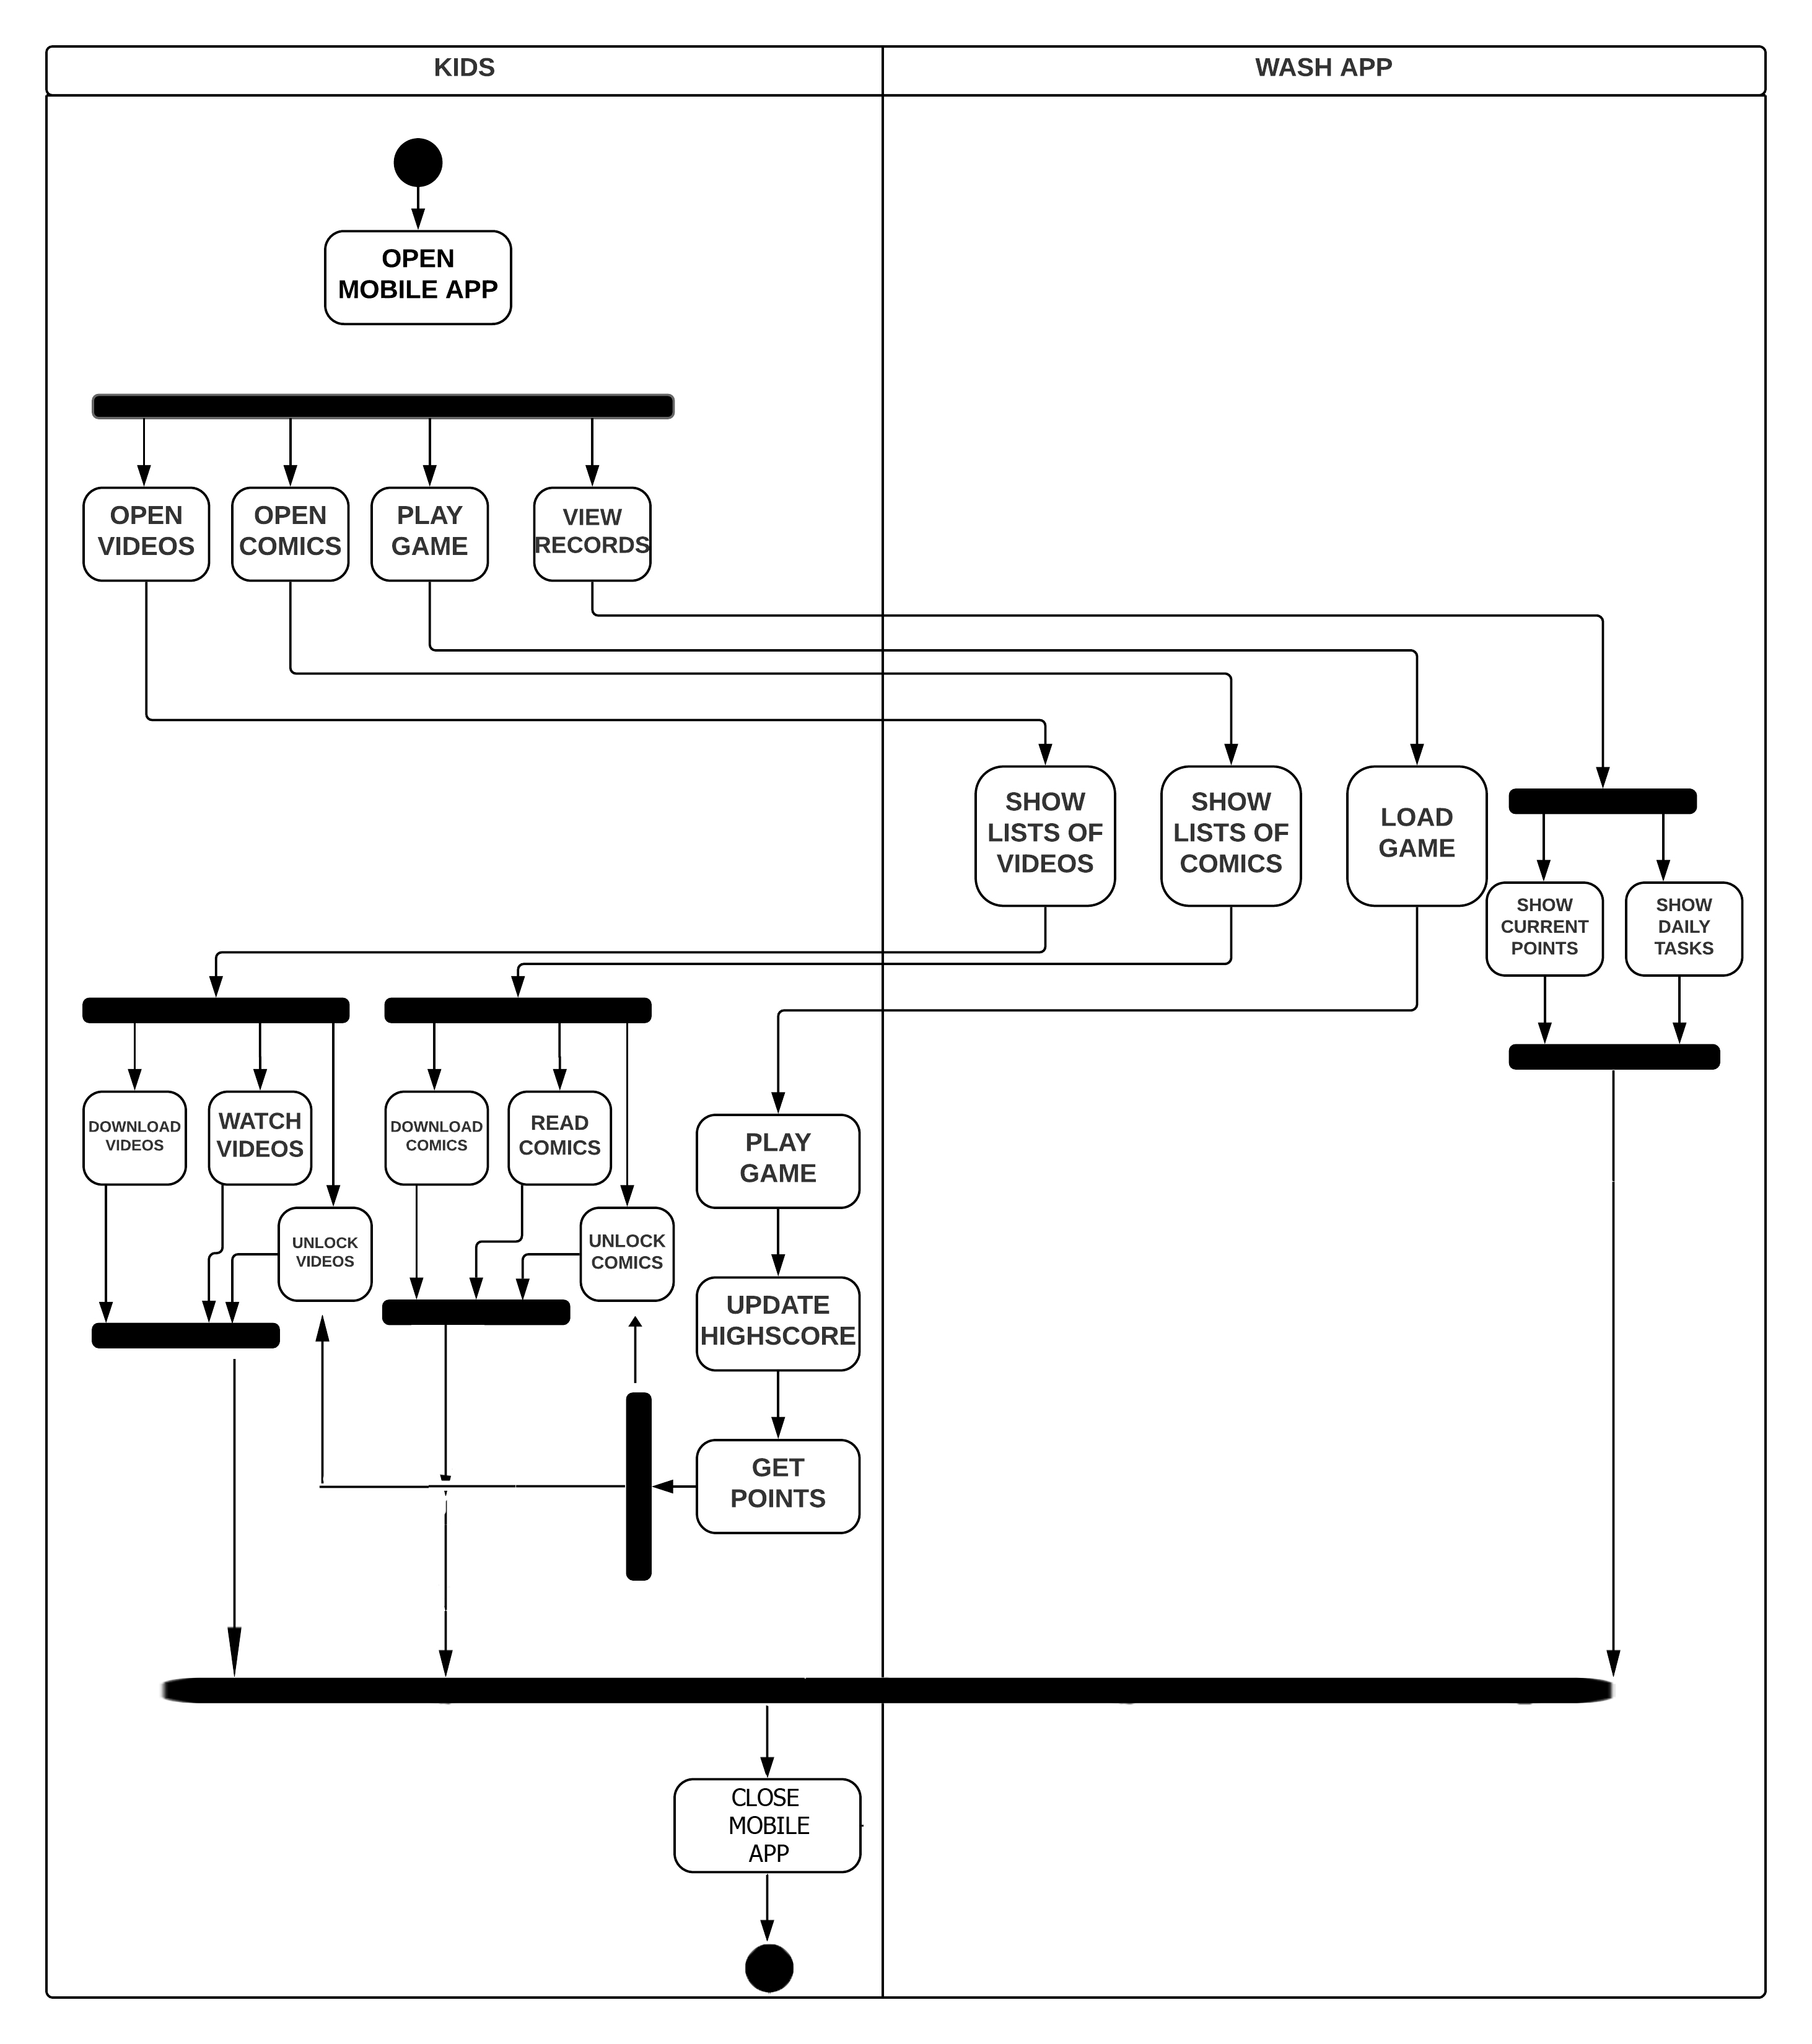 KIDS
WASH APP
OPEN
MOBILE APP
OPEN
VIDEOS
OPEN
COMICS
PLAY
GAME
VIEW
RECORDS
SHOW
LISTS OF
VIDEOS
SHOW
LISTS OF
COMICS
LOAD
GAME
SHOW
CURRENT
POINTS
SHOW
DAILY
TASKS
DOWNLOAD
VIDEOS
WATCH
VIDEOS
DOWNLOAD
COMICS
READ
COMICS
PLAY
GAME
UNLOCK
VIDEOS
UNLOCK
COMICS
UPDATE
HIGHSCORE
GET
POINTS
CLOSE
MOBILE
APP